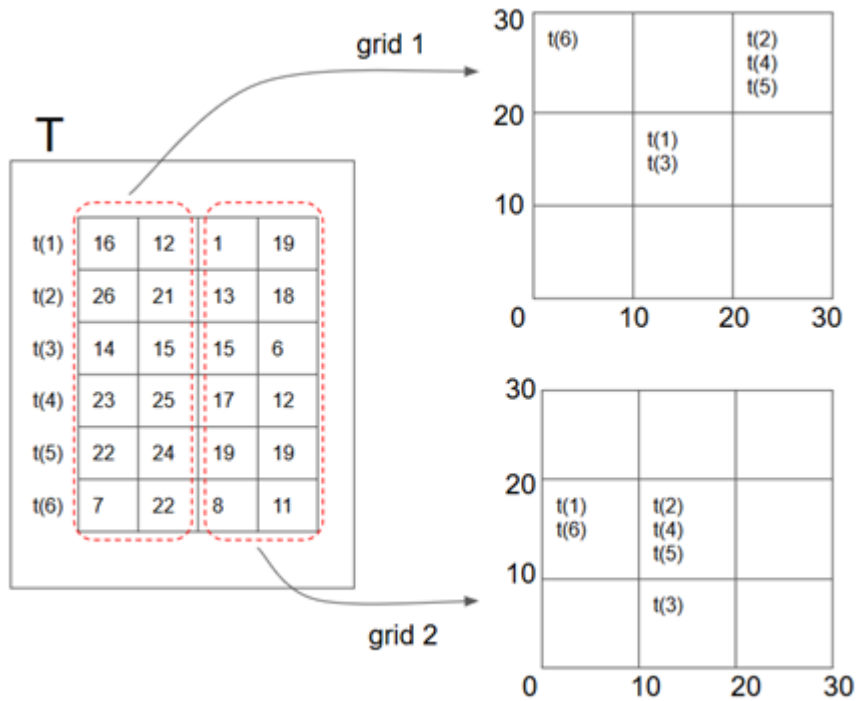 grid 1
T
t(1) 16 12 1 19
t(2) 26 21 13 18
t(3) 14 15 15 6
t(4) 23 25 17 12
t(5) 22 24 19 19
t(6) 7 22 8 11
grid 2
30
t(6) t(2)
t(4)
t(5)
20
t(1)
t(3)
10
0 10 20 30
30
20
t(1) t(2)
t(6) t(4)
t(5)
10
t(3)
0 10 20 30